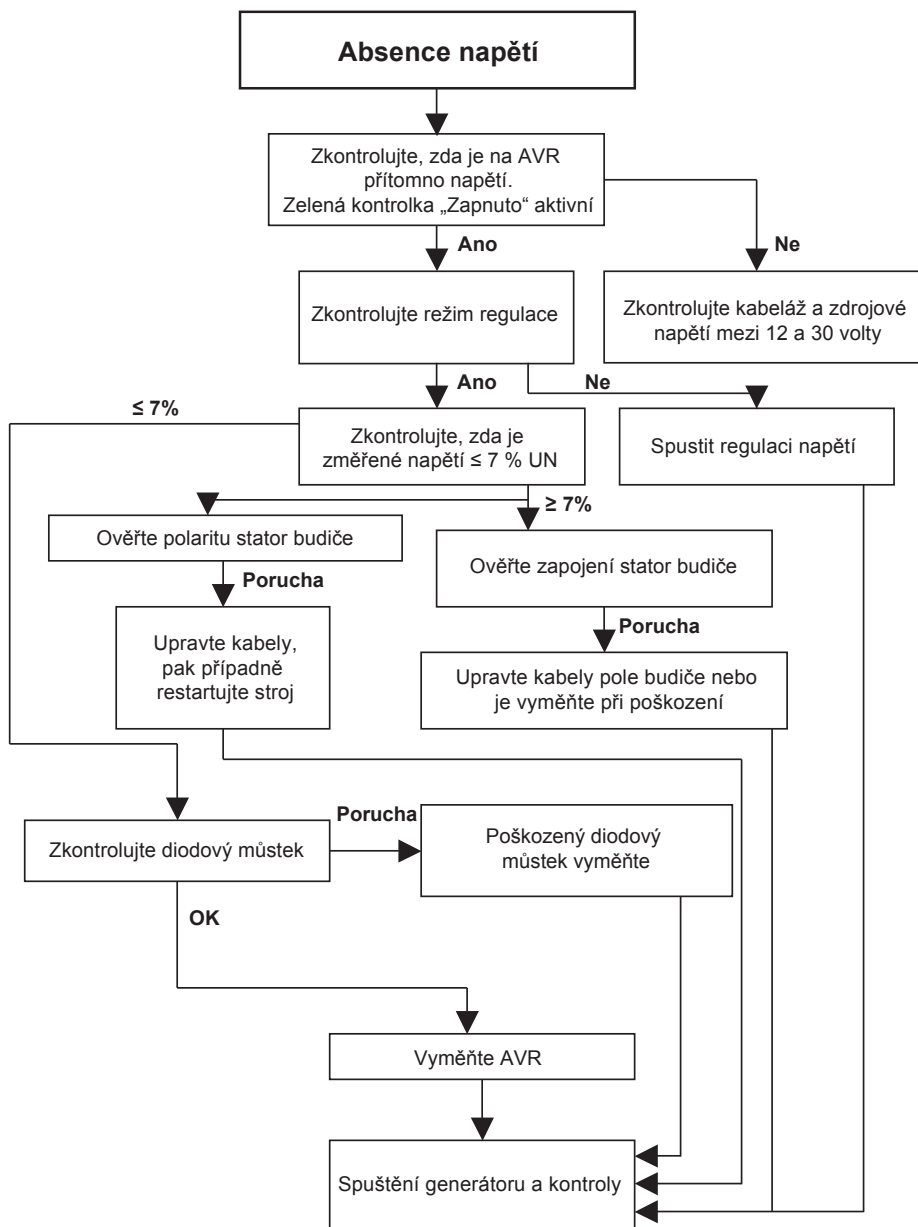 Absence napětí
Zkontrolujte, zda je na AVR
přítomno napětí.
Zelená kontrolka „Zapnuto“ aktivní
Ano
Ne
Zkontrolujte režim regulace
Zkontrolujte kabeláž a zdrojové
napětí mezi 12 a 30 volty
Ano
Ne
≤ 7%
Zkontrolujte, zda je
změřené napětí ≤ 7 % UN
Spustit regulaci napětí
≥ 7%
Ověřte polaritu stator budiče
Ověřte zapojení stator budiče
Porucha
Porucha
Upravte kabely,
pak případně
restartujte stroj
Upravte kabely pole budiče nebo
je vyměňte při poškození
Porucha
Zkontrolujte diodový můstek
Poškozený diodový
můstek vyměňte
OK
Vyměňte AVR
Spuštění generátoru a kontroly